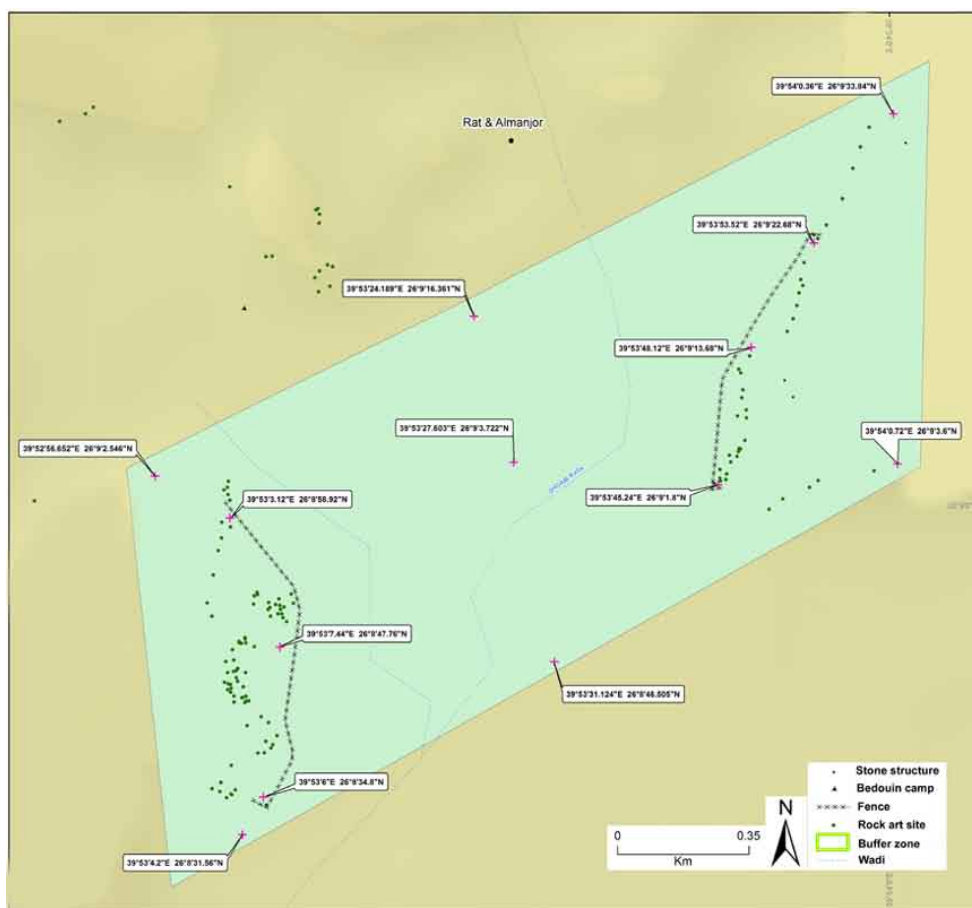 39°54'0.36"E 26°9'33.84"N
Rat & Almanjor
39°53'53.52"E 26°9'22.68"N
39°53'24.189"E 26°9'16.361"N
39°53'48.12"E 26°9'13.68"N
39°53'27.603"E 26°9'3.722"N
39°54'0.72"E 26°9'3.6"N
39°52'56.652"E 26°9'2.546"N
39°53'45.24"E 26°9'1.8"N
39°53'3.12"E 26°8'58.92"N
39°53'7.44"E 26°8'47.76"N
39°53'31.124"E 26°8'46.505"N
39°53'6"E 26°8'34.8"N
39°53'4.2"E 26°8'31.56"N
0 0.35
Km
N
Stone structure
Bedouin camp
Fence
Rock art site
Buffer zone
Wadi